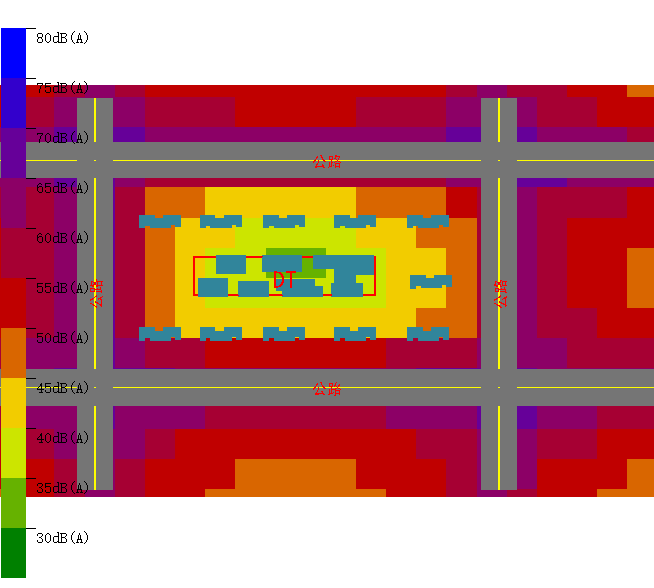 80dB(A)
75dB(A)
70dB(A)
65dB(A)
60dB(A)
55dB(A)
50dB(A)
45dB(A)
40dB(A)
35dB(A)
30dB(A)
公路
公路
DT
公路
公路